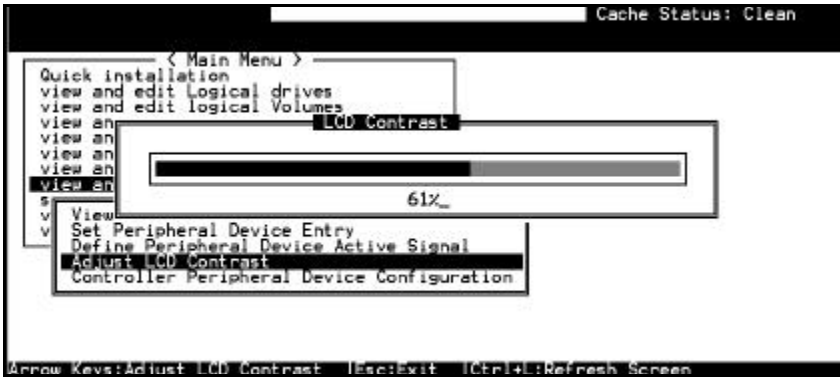 Cache Status: Clean
< Main Menu >
Quick installation
view and edit Logical drives
view and edit logical Volumes
view an
view an
view an
view an
view an
s
v
v
LCD Contrast
61%_
View
Set Peripheral Device Entry
Define Peripheral Device Active Signal
Adjust LCD Contrast
Controller Peripheral Device Configuration
Arrow Keys:Adjust LCD Contrast |Esc:Exit |Ctrl+L:Refresh Screen